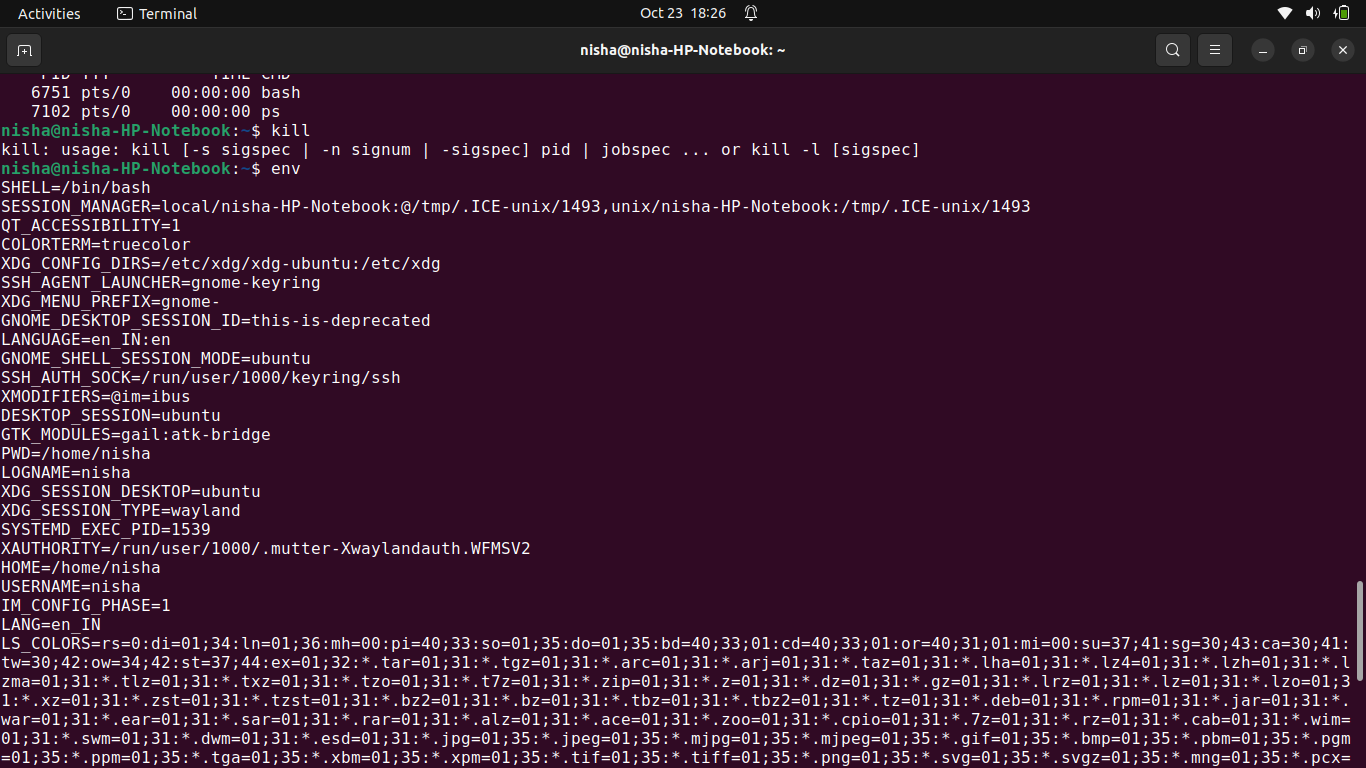 Activities
Terminal
Oct 23 18:26
nisha@nisha-HP-Notebook: ~
PID TTY          TIME CMD
   6751 pts/0    00:00:00 bash
   7102 pts/0    00:00:00 ps
nisha@nisha-HP-Notebook:~$ kill
kill: usage: kill [-s sigspec | -n signum | -sigspec] pid | jobspec ... or kill -l [sigspec]
nisha@nisha-HP-Notebook:~$ env
SHELL=/bin/bash
SESSION_MANAGER=local/nisha-HP-Notebook:@/tmp/.ICE-unix/1493,unix/nisha-HP-Notebook:/tmp/.ICE-unix/1493
QT_ACCESSIBILITY=1
COLORTERM=truecolor
XDG_CONFIG_DIRS=/etc/xdg/xdg-ubuntu:/etc/xdg
SSH_AGENT_LAUNCHER=gnome-keyring
XDG_MENU_PREFIX=gnome-
GNOME_DESKTOP_SESSION_ID=this-is-deprecated
LANGUAGE=en_IN:en
GNOME_SHELL_SESSION_MODE=ubuntu
SSH_AUTH_SOCK=/run/user/1000/keyring/ssh
XMODIFIERS=@im=ibus
DESKTOP_SESSION=ubuntu
GTK_MODULES=gail:atk-bridge
PWD=/home/nisha
LOGNAME=nisha
XDG_SESSION_DESKTOP=ubuntu
XDG_SESSION_TYPE=wayland
SYSTEMD_EXEC_PID=1539
XAUTHORITY=/run/user/1000/.mutter-Xwaylandauth.WFMSV2
HOME=/home/nisha
USERNAME=nisha
IM_CONFIG_PHASE=1
LANG=en_IN
LS_COLORS=rs=0:di=01;34:ln=01;36:mh=00:pi=40;33:so=01;35:do=01;35:bd=40;33;01:cd=40;33;01:or=40;31;01:mi=00:su=37;41:sg=30;43:ca=30;41:
tw=30;42:ow=34;42:st=37;44:ex=01;32:*.tar=01;31:*.tgz=01;31:*.arc=01;31:*.arj=01;31:*.taz=01;31:*.lha=01;31:*.lz4=01;31:*.lzh=01;31:*.l
zma=01;31:*.tlz=01;31:*.txz=01;31:*.tzo=01;31:*.t7z=01;31:*.zip=01;31:*.z=01;31:*.dz=01;31:*.gz=01;31:*.lrz=01;31:*.lz=01;31:*.lzo=01;3
1:*.xz=01;31:*.zst=01;31:*.tzst=01;31:*.bz2=01;31:*.bz=01;31:*.tbz=01;31:*.tbz2=01;31:*.tz=01;31:*.deb=01;31:*.rpm=01;31:*.jar=01;31:*.
war=01;31:*.ear=01;31:*.sar=01;31:*.rar=01;31:*.alz=01;31:*.ace=01;31:*.zoo=01;31:*.cpio=01;31:*.7z=01;31:*.rz=01;31:*.cab=01;31:*.wim=
01;31:*.swm=01;31:*.dwm=01;31:*.esd=01;31:*.jpg=01;35:*.jpeg=01;35:*.mjpg=01;35:*.mjpeg=01;35:*.gif=01;35:*.bmp=01;35:*.pbm=01;35:*.pgm
=01;35:*.ppm=01;35:*.tga=01;35:*.xbm=01;35:*.xpm=01;35:*.tif=01;35:*.tiff=01;35:*.png=01;35:*.svg=01;35:*.svgz=01;35:*.mng=01;35:*.pcx=